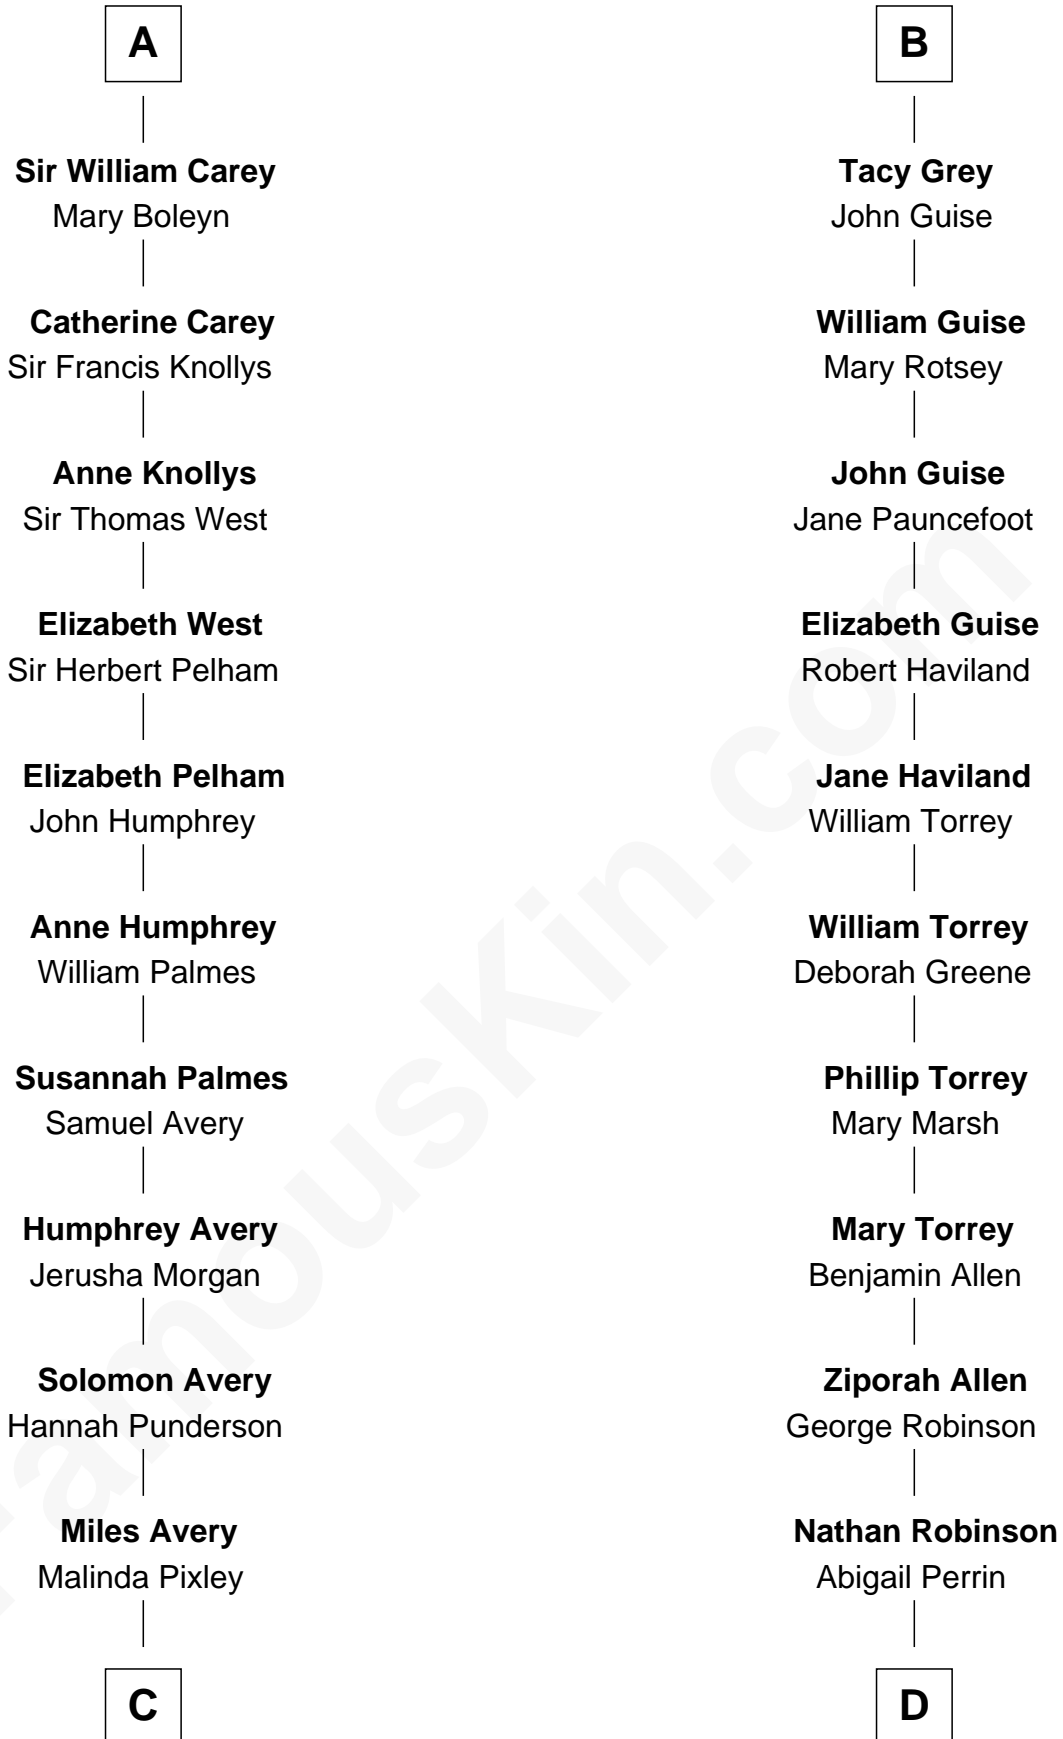 A
Sir William Carey
Mary Boleyn
Catherine Carey
Sir Francis Knollys
Anne Knollys
Sir Thomas West
Elizabeth West
Sir Herbert Pelham
Elizabeth Pelham
John Humphrey
Anne Humphrey
William Palmes
Susannah Palmes
Samuel Avery
Humphrey Avery
Jerusha Morgan
Solomon Avery
Hannah Punderson
Miles Avery
Malinda Pixley
C
B
Tacy Grey
John Guise
William Guise
Mary Rotsey
John Guise
Jane Pauncefoot
Elizabeth Guise
Robert Haviland
Jane Haviland
William Torrey
William Torrey
Deborah Greene
Phillip Torrey
Mary Marsh
Mary Torrey
Benjamin Allen
Ziporah Allen
George Robinson
Nathan Robinson
Abigail Perrin
D
FamousKin.com